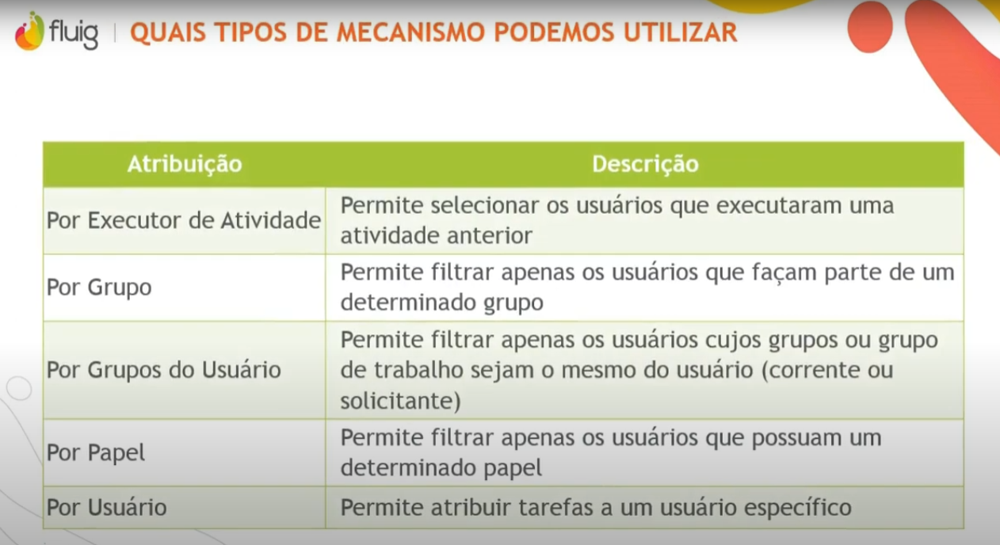 fluig | QUAIS TIPOS DE MECANISMO PODEMOS UTILIZAR
Atribuição Descrição
Por Executor de Atividade
Permite selecionar os usuários que executaram uma
atividade anterior
Por Grupo
Permite filtrar apenas os usuários que façam parte de um
determinado grupo
Por Grupos do Usuário
Permite filtrar apenas os usuários cujos grupos ou grupo
de trabalho sejam o mesmo do usuário (corrente ou
solicitante)
Por Papel
Permite filtrar apenas os usuários que possuam um
determinado papel
Por Usuário
Permite atribuir tarefas a um usuário específico